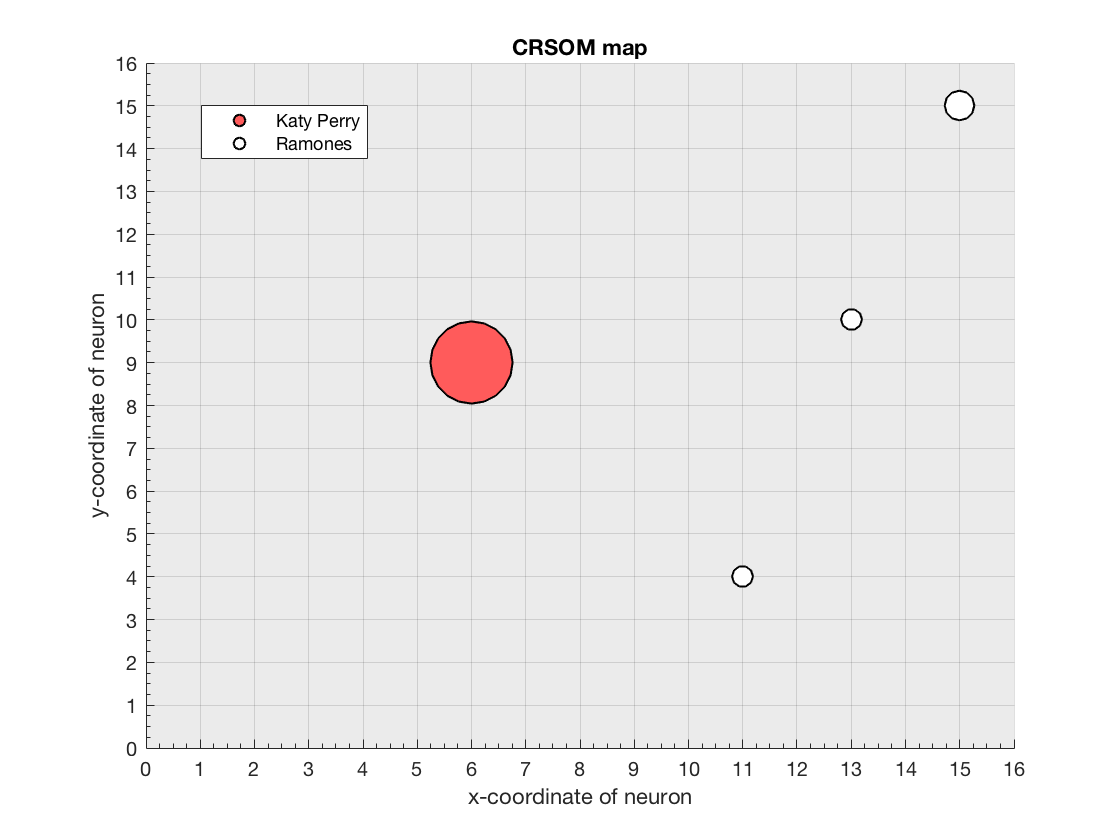 CRSOM map
Katy Perry
Ramones
16
15
14
13
12
11
10
9
8
7
6
5
4
3
2
1
0
y-coordinate of neuron
0 1 2 3 4 5 6 7 8 9 10 11 12 13 14 15 16
x-coordinate of neuron